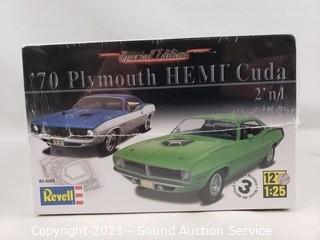 Special Edition
'70 Plymouth HEMI Cuda
2'n1
Revell
3
12+
1:25
Copyright 2021 - Sound Auction Service